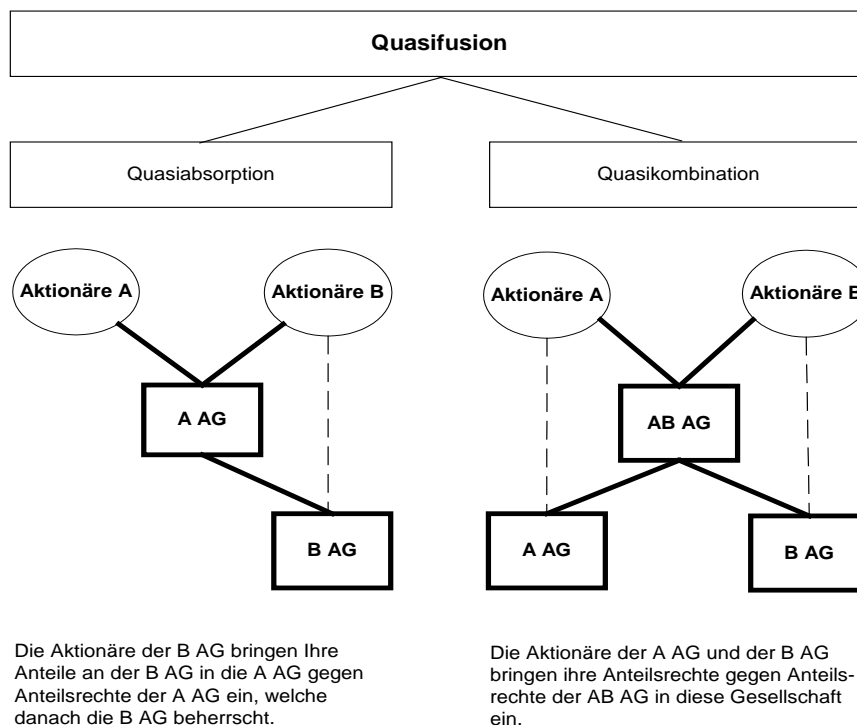 Quasifusion
Quasiabsorption
Quasikombination
Aktionäre A
Aktionäre B
A AG
B AG
Aktionäre A
Aktionäre B
AB AG
A AG
B AG
Die Aktionäre der B AG bringen Ihre
Anteile an der B AG in die A AG gegen
Anteilsrechte der A AG ein, welche
danach die B AG beherrscht.
Die Aktionäre der A AG und der B AG
bringen ihre Anteilsrechte gegen Anteils-
rechte der AB AG in diese Gesellschaft
ein.